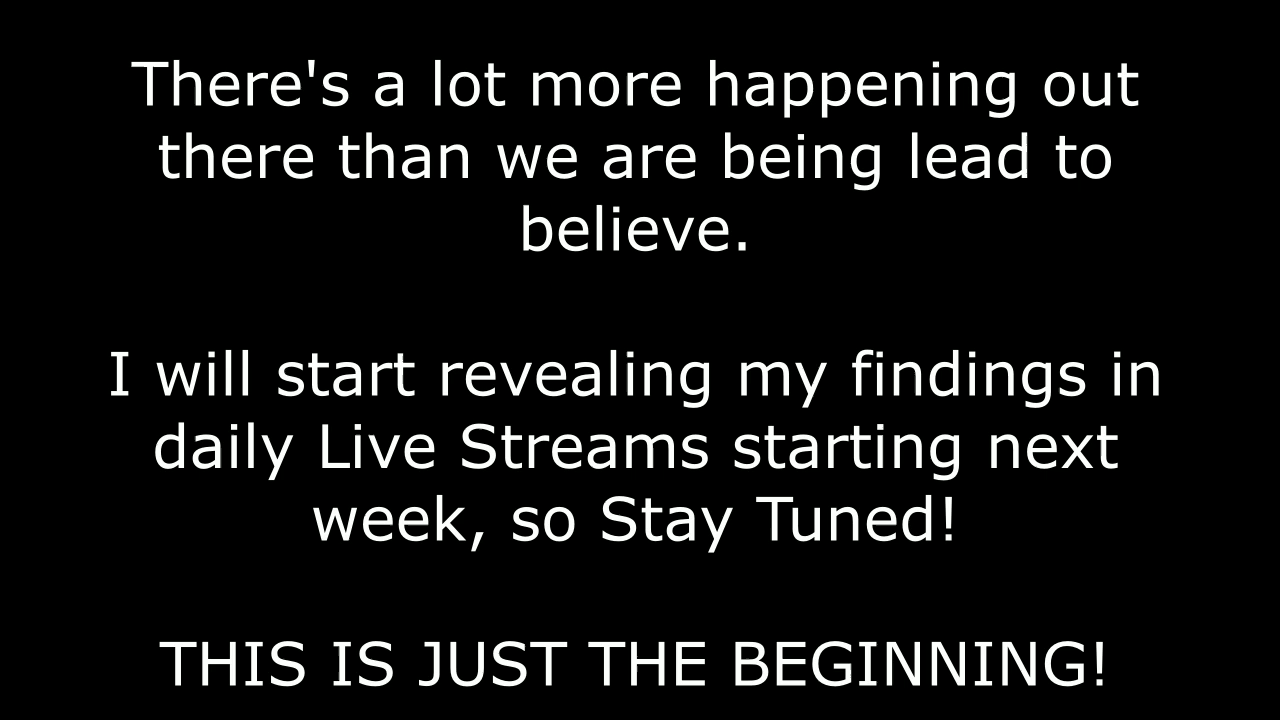 There's a lot more happening out
there than we are being lead to
believe.
I will start revealing my findings in
daily Live Streams starting next
week, so Stay Tuned!
THIS IS JUST THE BEGINNING!